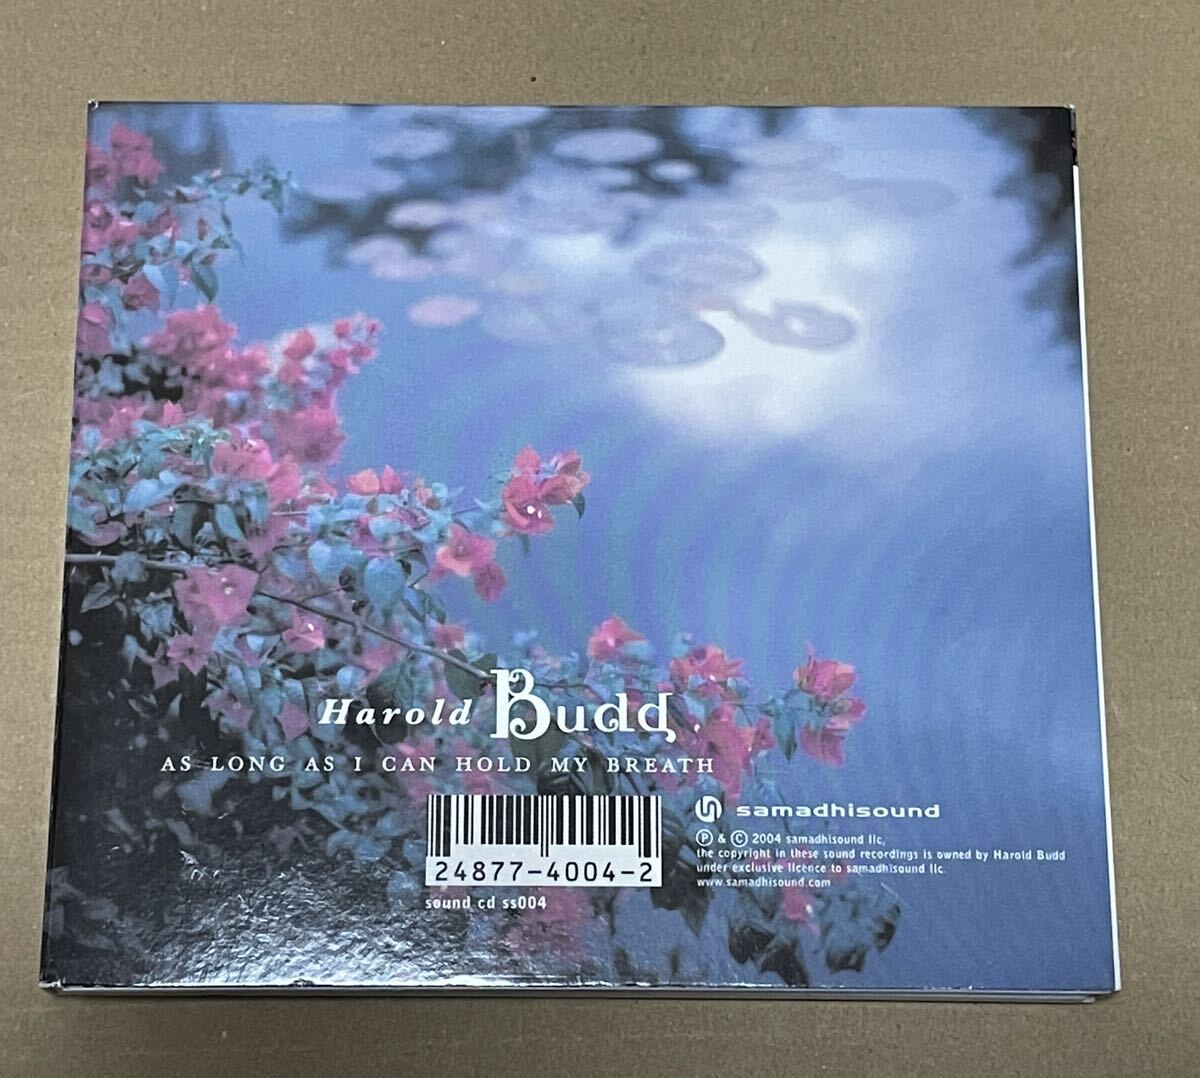 Harold Budd
AS LONG AS I CAN HOLD MY BREATH
24877-4004-2
sound cd ss004
samadhisound
Ⓟ & © 2004 samadhisound llc,
the copyright in these sound recordings is owned by Harold Budd
under exclusive licence to samadhisound llc
www.samadhisound.com